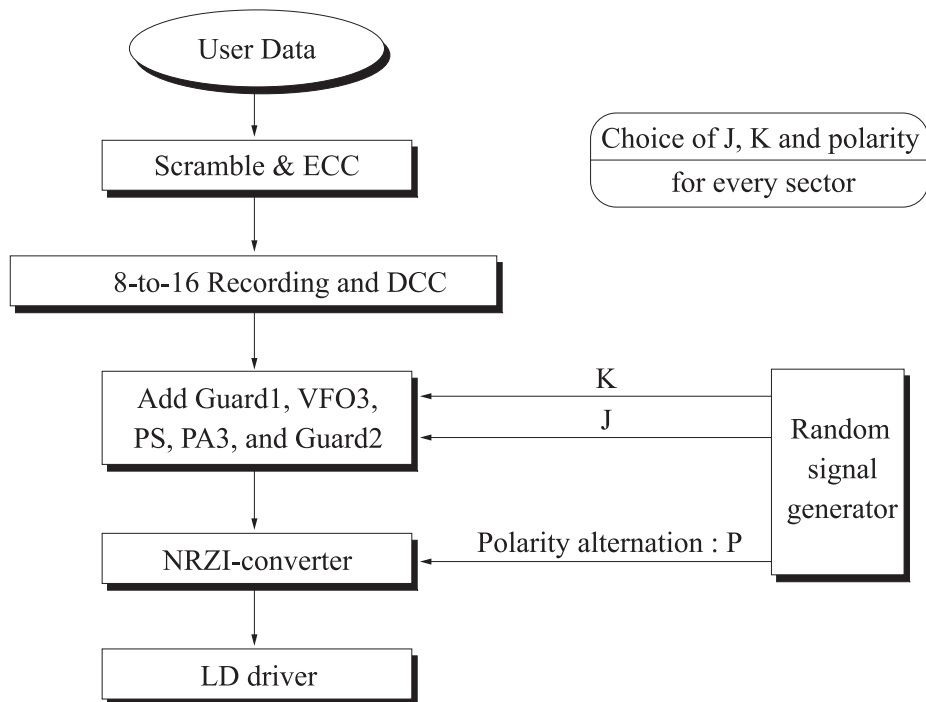 User Data
Scramble & ECC
Choice of J, K and polarity
for every sector
8-to-16 Recording and DCC
Add Guard1, VFO3,
PS, PA3, and Guard2
K
J
Random
signal
generator
NRZI-converter
Polarity alternation : P
LD driver